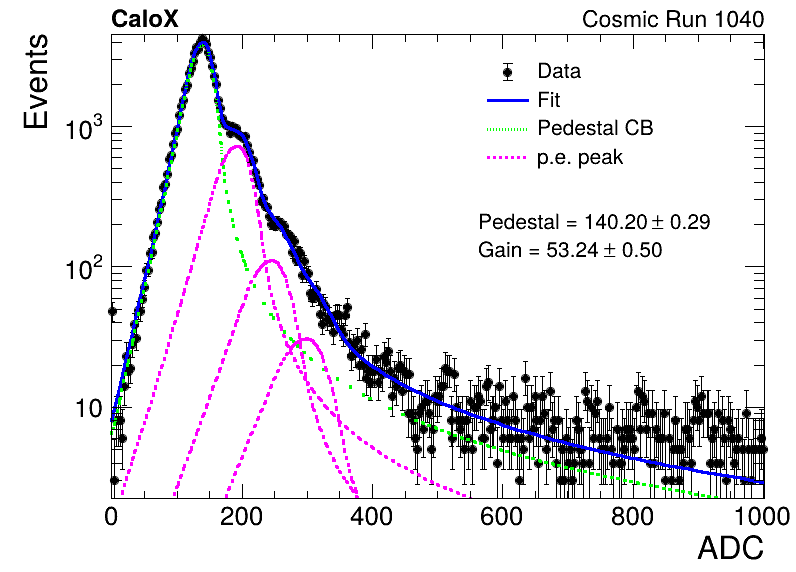 CaloX
Cosmic Run 1040
Events
Data
Fit
Pedestal CB
p.e. peak
Pedestal = 140.20 ± 0.29
Gain = 53.24 ± 0.50
10³
10²
10
0 200 400 600 800 1000
ADC